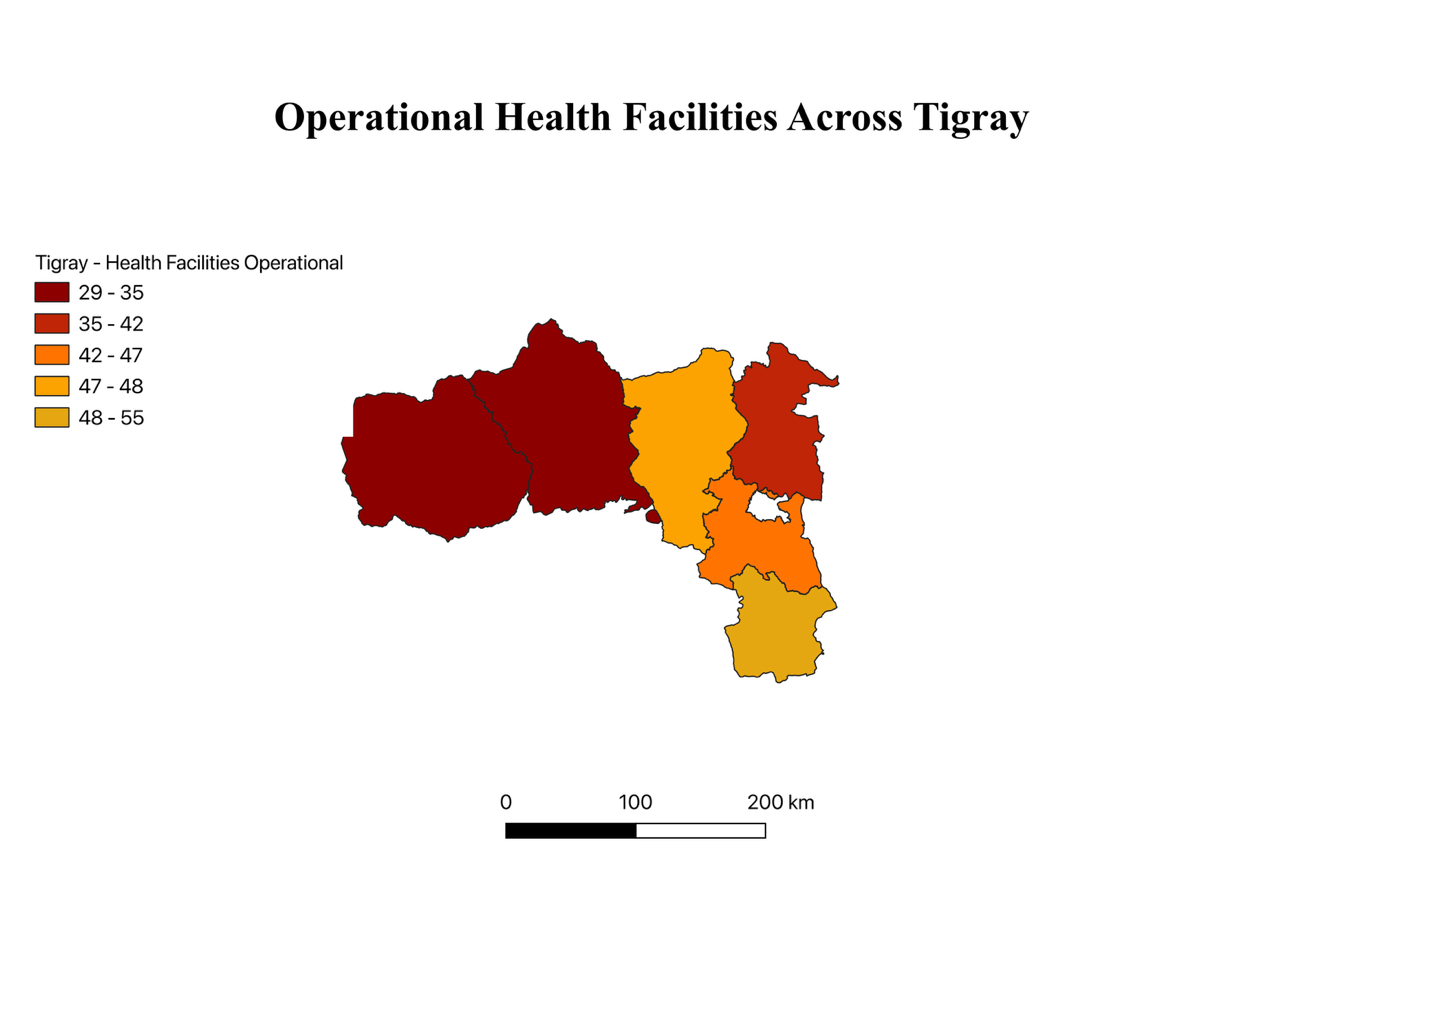 Operational Health Facilities Across Tigray
Tigray - Health Facilities Operational
29 - 35
35 - 42
42 - 47
47 - 48
48 - 55
0 100 200 km